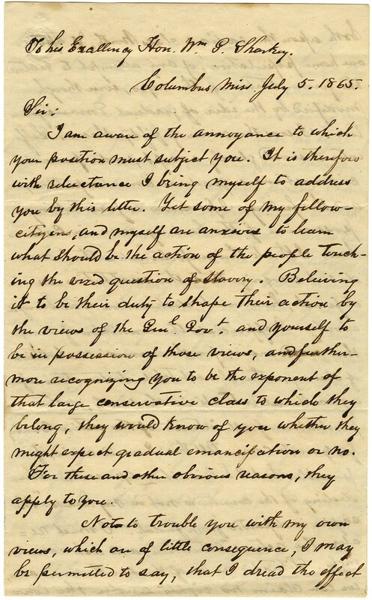 To his Excellency Hon. Wm P. Sharkey.
Columbus Miss. July 5. 1865.
Sir:
I am aware of the annoyance to which
your position must subject you. It is therefore
with reluctance I bring myself to address
you by this letter. Yet some of my fellow-
citizens, and myself are anxious to learn
what should be the action of the people touch-
ing the vexed question of slavery. Believing
it to be their duty to shape their action by
the views of the Genl. Govt. and yourself to
be in possession of those views, and further-
more recognizing you to be the exponent of
that large conservative class to which they
belong, they would know of you whether they
might expect gradual emancipation or no.
For these and other obvious reasons, they
apply to you.
Not to trouble you with my own
views, which are of little consequence, I may
be permitted to say, that I dread the effect